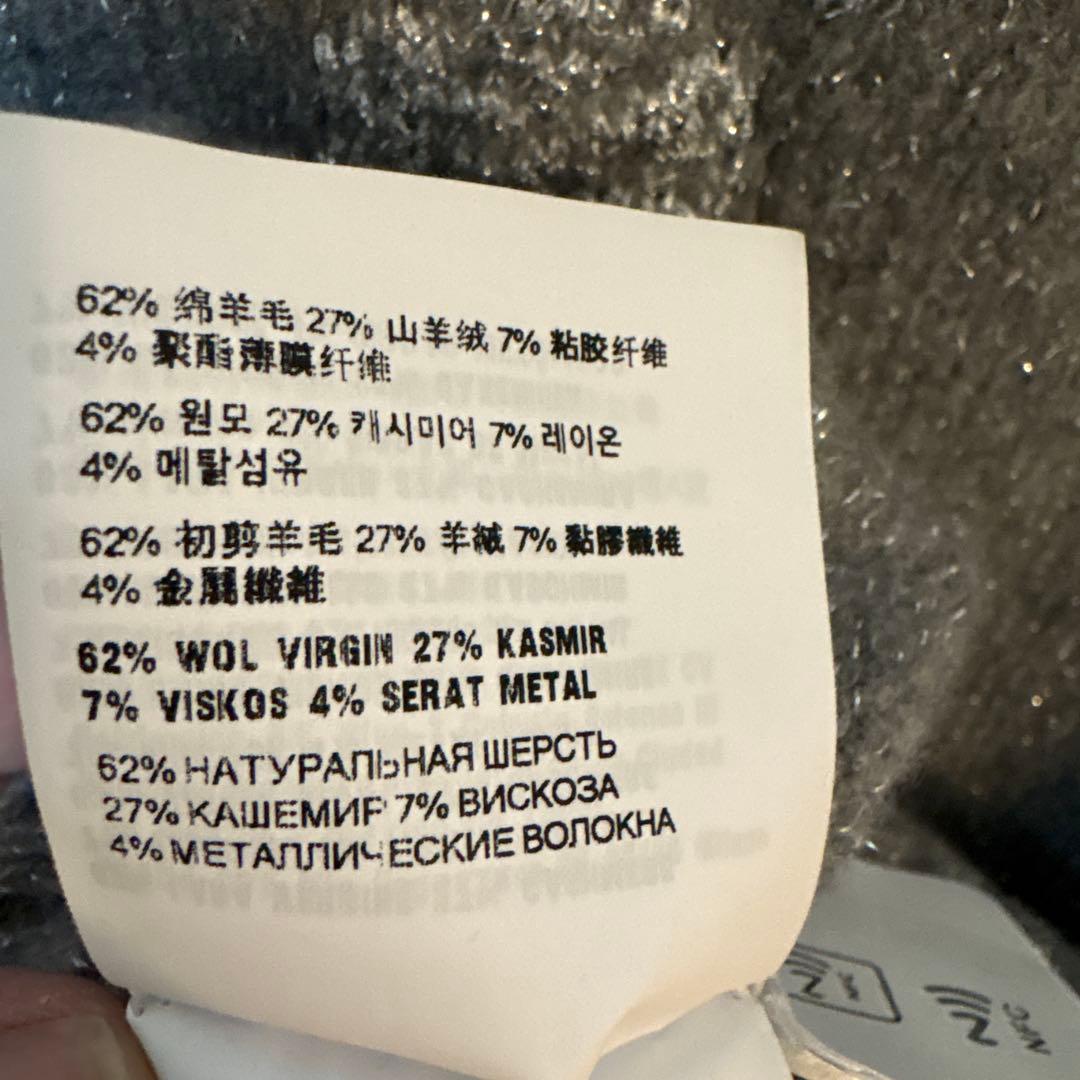 62% 绵羊毛 27% 山羊绒 7% 粘胶纤维
4% 聚酯薄膜纤维
62% 원모 27% 캐시미어 7% 레이온
4% 메탈섬유
62% 初剪羊毛 27% 羊絨 7% 黏膠纖維
4% 金屬纖維
62% WOL VIRGIN 27% KASMIR
7% VISKOS 4% SERAT METAL
62% НАТУРАЛЬНАЯ ШЕРСТЬ
27% КАШЕМИР 7% ВИСКОЗА
4% МЕТАЛЛИЧЕСКИЕ ВОЛОКНА
NFC